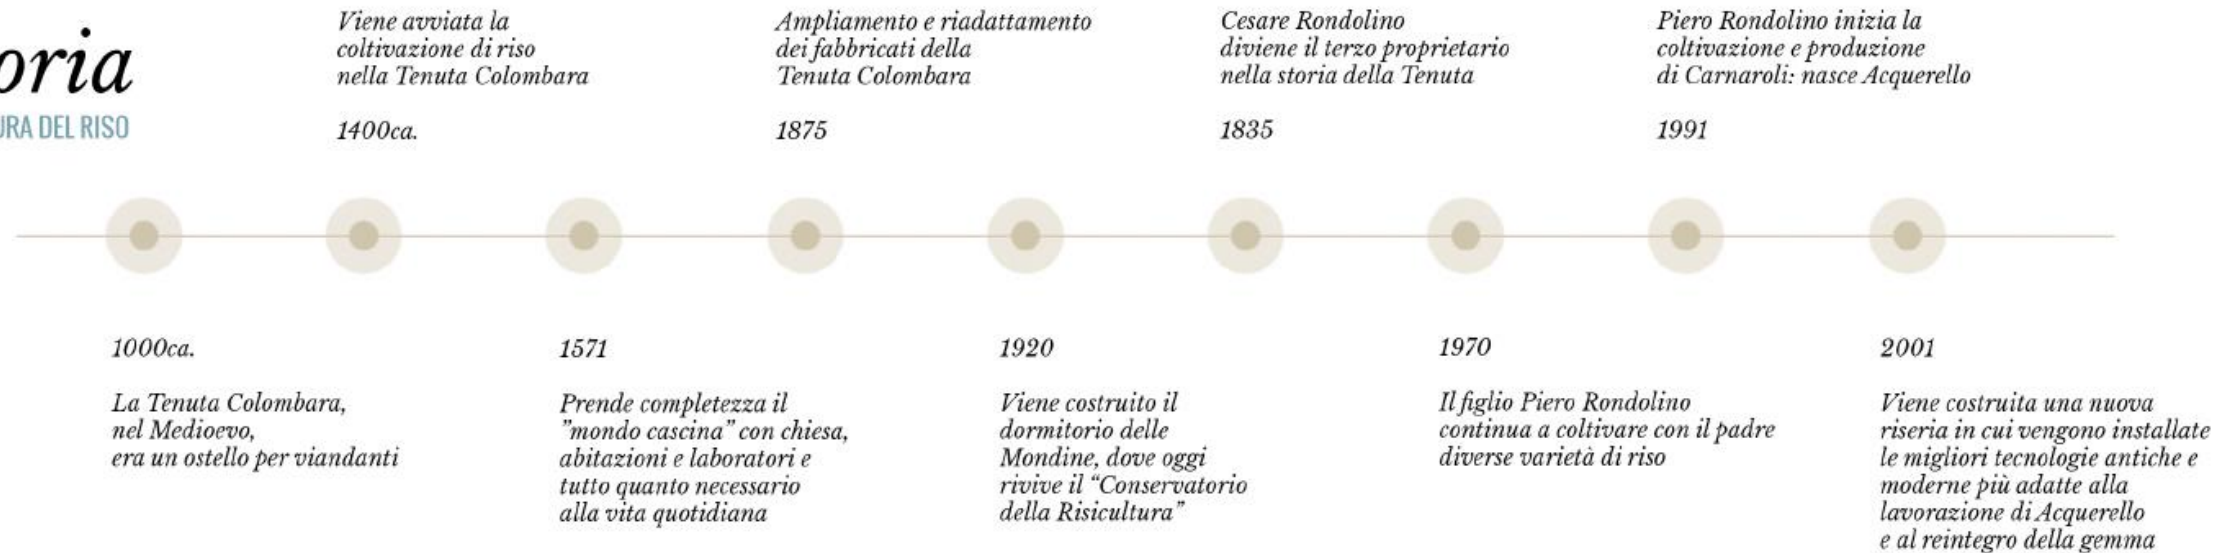 oria
URA DEL RISO
Viene avviata la
coltivazione di riso
nella Tenuta Colombara
1400ca.
Ampliamento e riadattamento
dei fabbricati della
Tenuta Colombara
1875
Cesare Rondolino
diviene il terzo proprietario
nella storia della Tenuta
1835
Piero Rondolino inizia la
coltivazione e produzione
di Carnaroli: nasce Acquerello
1991
1000ca.
La Tenuta Colombara,
nel Medioevo,
era un ostello per viandanti
1571
Prende completezza il
”mondo cascina” con chiesa,
abitazioni e laboratori e
tutto quanto necessario
alla vita quotidiana
1920
Viene costruito il
dormitorio delle
Mondine, dove oggi
rivive il “Conservatorio
della Risicultura”
1970
Il figlio Piero Rondolino
continua a coltivare con il padre
diverse varietà di riso
2001
Viene costruita una nuova
riseria in cui vengono installate
le migliori tecnologie antiche e
moderne più adatte alla
lavorazione di Acquerello
e al reintegro della gemma